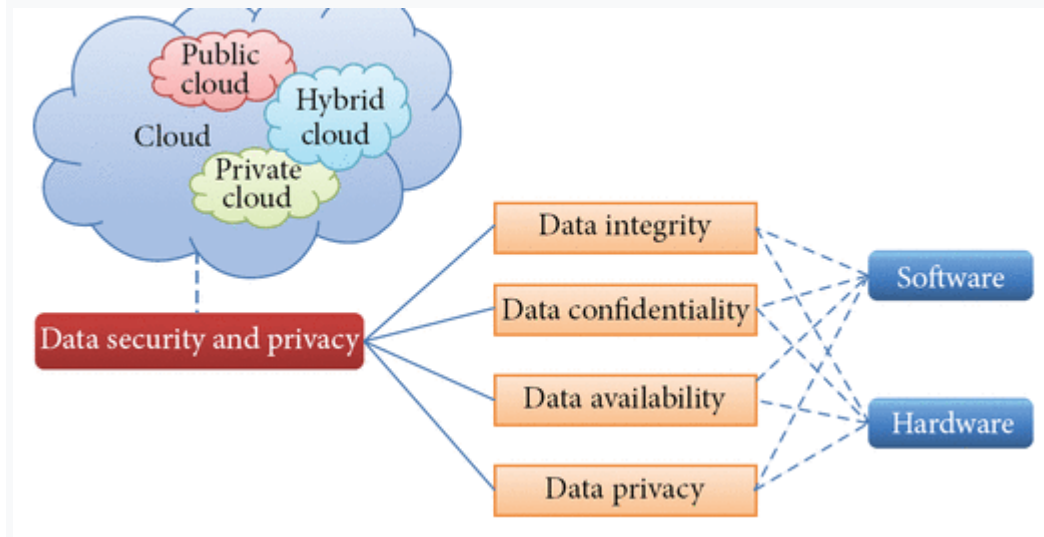 Public
cloud
Hybrid
cloud
Cloud
Private
cloud
Data integrity
Software
Data confidentiality
Data security and privacy
Data availability
Hardware
Data privacy